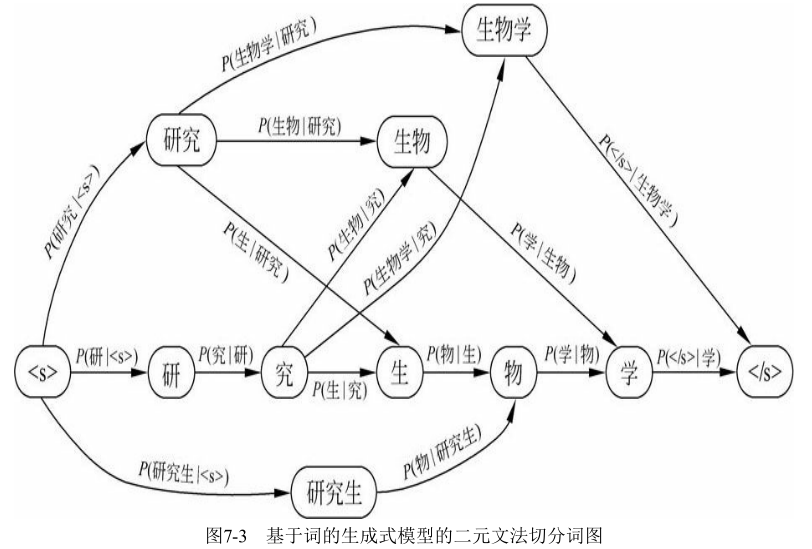 生物学
P(生物学|研究)
研究
P(生物|研究)
生物
P(</s>|生物学)
P(研究|<s>)
P(生|研究)
P(生物|究)
P(生物学|究)
P(学|生物)
<s>
P(研|<s>)
研
P(究|研)
究
P(生|究)
生
P(物|生)
物
P(学|物)
学
P(</s>|学)
</s>
P(研究生|<s>)
研究生
P(物|研究生)
图7-3 基于词的生成式模型的二元文法切分词图